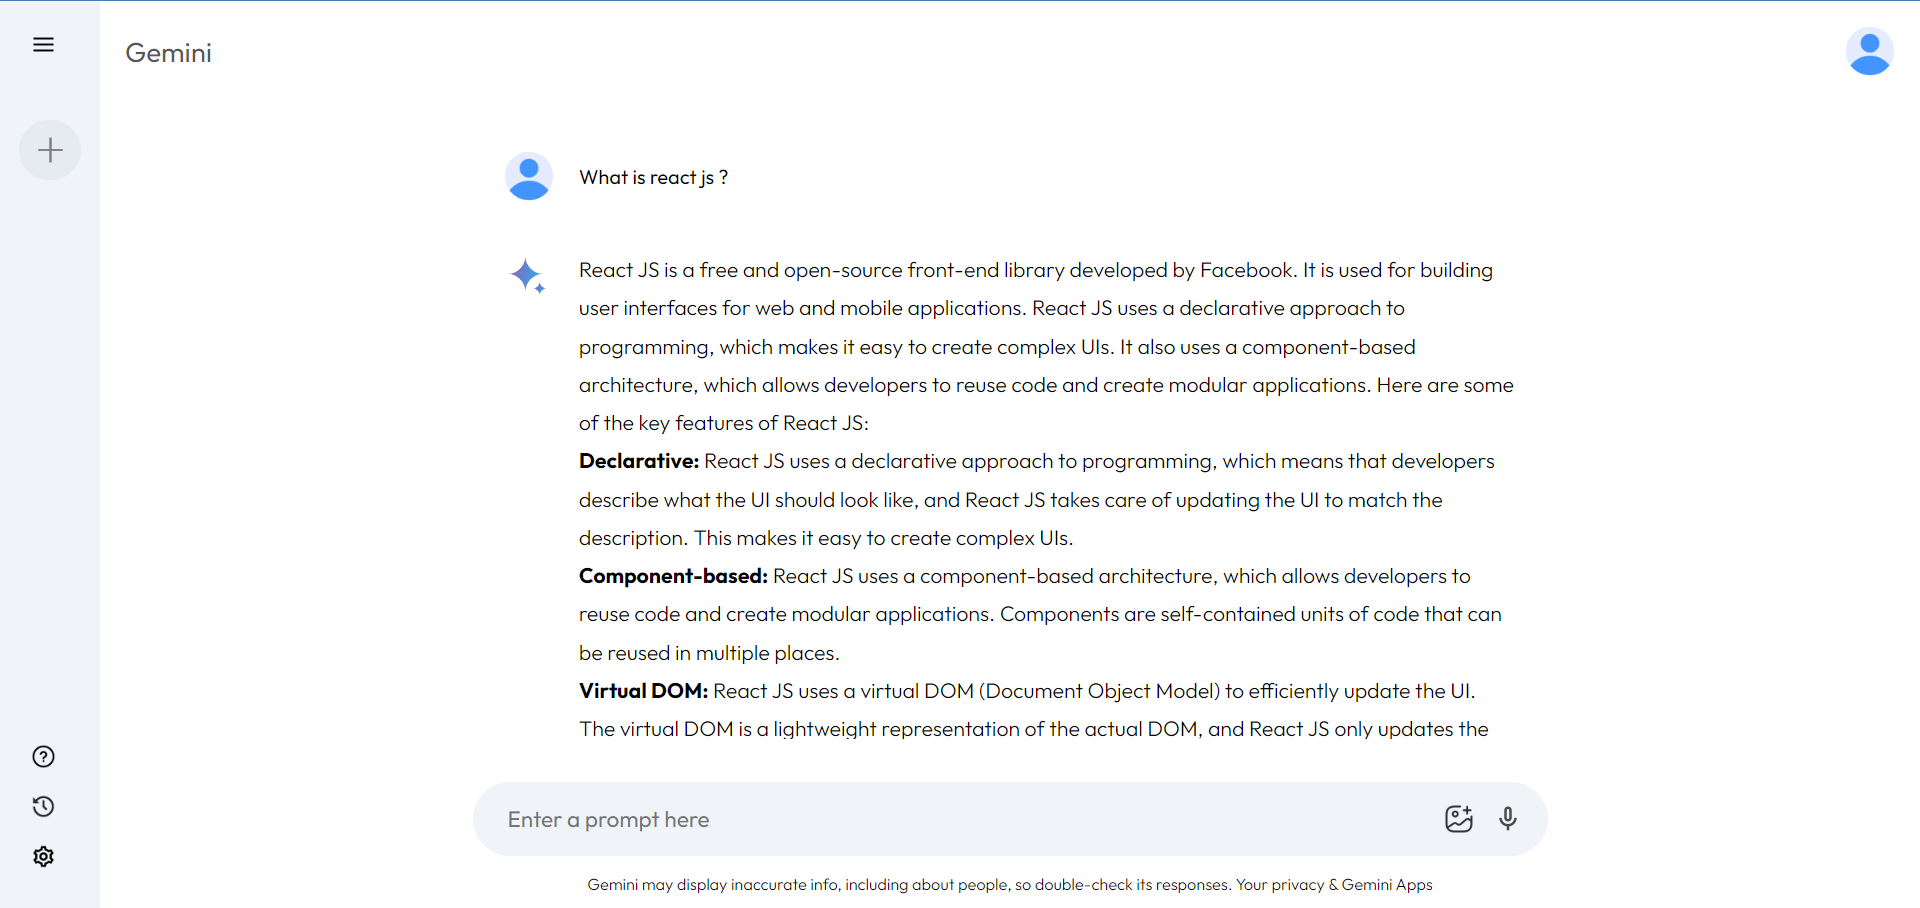 Gemini
What is react js ?
React JS is a free and open-source front-end library developed by Facebook. It is used for building
user interfaces for web and mobile applications. React JS uses a declarative approach to
programming, which makes it easy to create complex UIs. It also uses a component-based
architecture, which allows developers to reuse code and create modular applications. Here are some
of the key features of React JS:
Declarative: React JS uses a declarative approach to programming, which means that developers
describe what the UI should look like, and React JS takes care of updating the UI to match the
description. This makes it easy to create complex UIs.
Component-based: React JS uses a component-based architecture, which allows developers to
reuse code and create modular applications. Components are self-contained units of code that can
be reused in multiple places.
Virtual DOM: React JS uses a virtual DOM (Document Object Model) to efficiently update the UI.
The virtual DOM is a lightweight representation of the actual DOM, and React JS only updates the
Enter a prompt here
Gemini may display inaccurate info, including about people, so double-check its responses. Your privacy & Gemini Apps